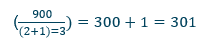 (900/(2+1)=3) = 300 + 1 = 301